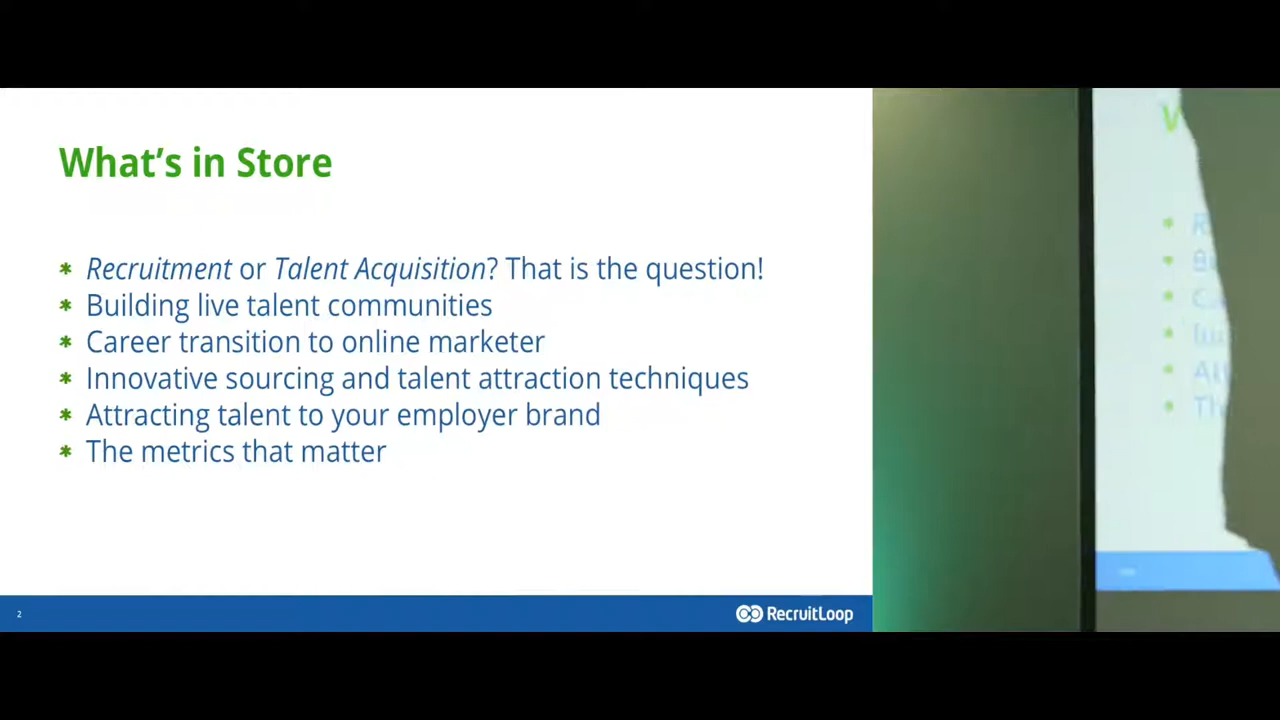 What's in Store
* Recruitment or Talent Acquisition? That is the question!
* Building live talent communities
* Career transition to online marketer
* Innovative sourcing and talent attraction techniques
* Attracting talent to your employer brand
* The metrics that matter
2
RecruitLoop